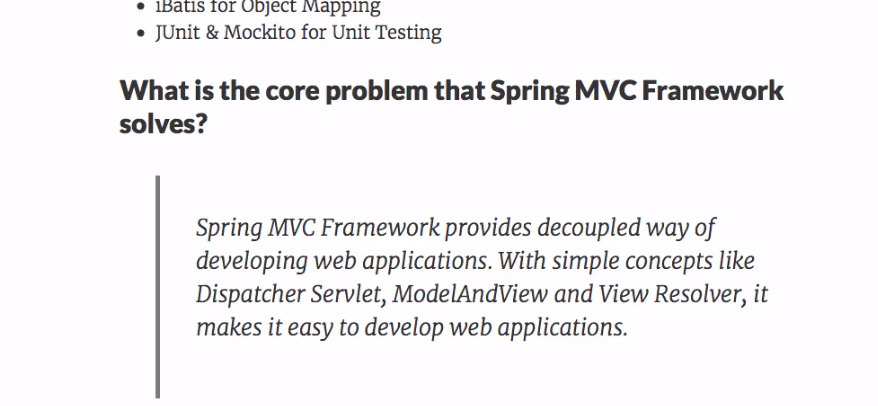 • iBatis for Object Mapping
• JUnit & Mockito for Unit Testing
What is the core problem that Spring MVC Framework
solves?
Spring MVC Framework provides decoupled way of
developing web applications. With simple concepts like
Dispatcher Servlet, ModelAndView and View Resolver, it
makes it easy to develop web applications.